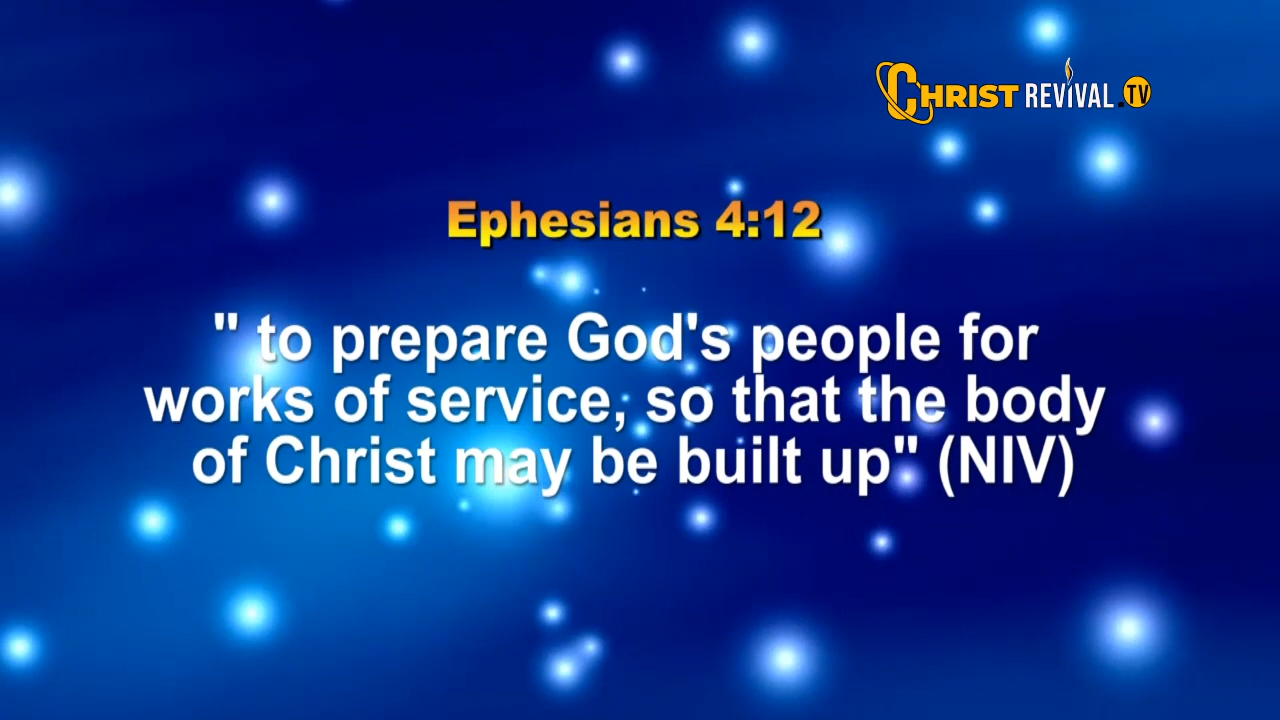 CHRIST REVIVAL.TV
Ephesians 4:12
" to prepare God's people for
works of service, so that the body
of Christ may be built up" (NIV)